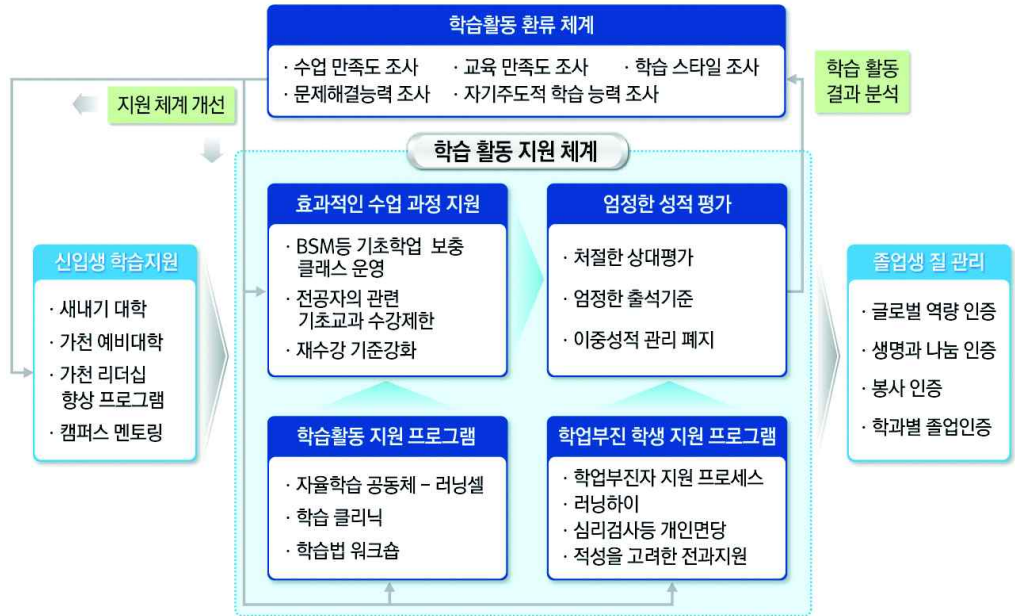 학습활동 환류 체계
· 수업 만족도 조사 · 교육 만족도 조사 · 학습 스타일 조사
· 문제해결능력 조사 · 자기주도적 학습 능력 조사
학습 활동
결과 분석
지원 체계 개선
학습 활동 지원 체계
신입생 학습지원
· 새내기 대학
· 가천 예비대학
· 가천 리더십
향상 프로그램
· 캠퍼스 멘토링
효과적인 수업 과정 지원
· BSM등 기초학업 보충
클래스 운영
· 전공자의 관련
기초교과 수강제한
· 재수강 기준강화
엄정한 성적 평가
· 처절한 상대평가
· 엄정한 출석기준
· 이중성적 관리 폐지
학습활동 지원 프로그램
· 자율학습 공동체 – 러닝셀
· 학습 클리닉
· 학습법 워크숍
학업부진 학생 지원 프로그램
· 학업부진자 지원 프로세스
· 러닝하이
· 심리검사등 개인면당
· 적성을 고려한 전과지원
졸업생 질 관리
· 글로벌 역량 인증
· 생명과 나눔 인증
· 봉사 인증
· 학과별 졸업인증